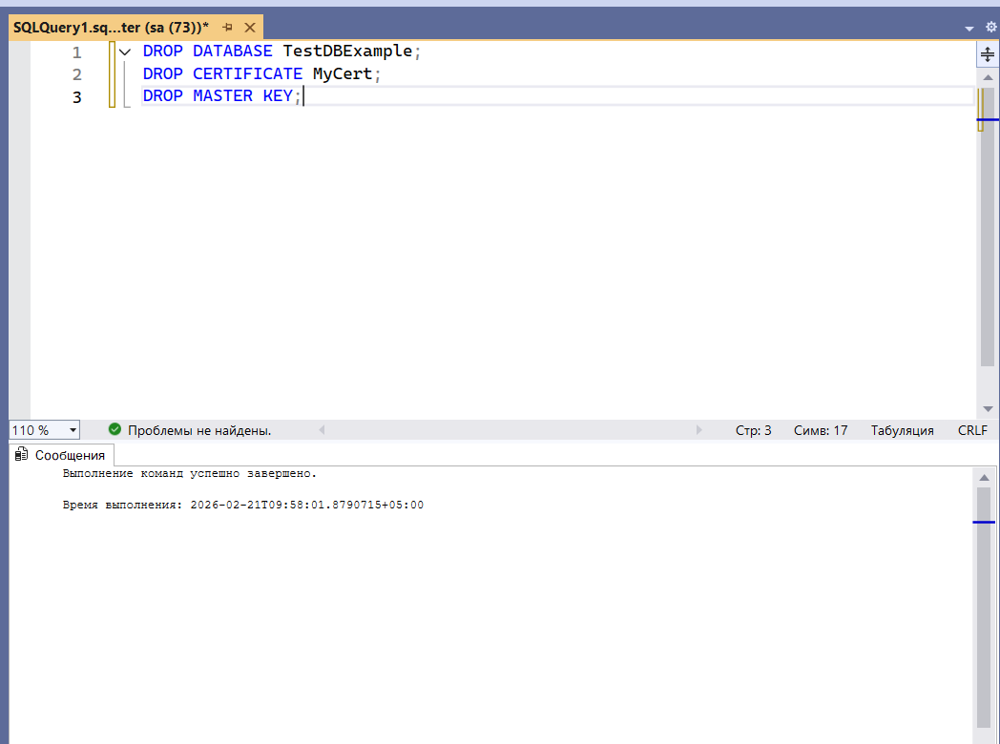 SQLQuery1.sq...ter (sa (73))*
1 DROP DATABASE TestDBExample;
2 DROP CERTIFICATE MyCert;
3 DROP MASTER KEY;
110 % Проблемы не найдены. Стр: 3 Симв: 17 Табуляция CRLF
Сообщения
Выполнение команд успешно завершено.
Время выполнения: 2026-02-21T09:58:01.8790715+05:00